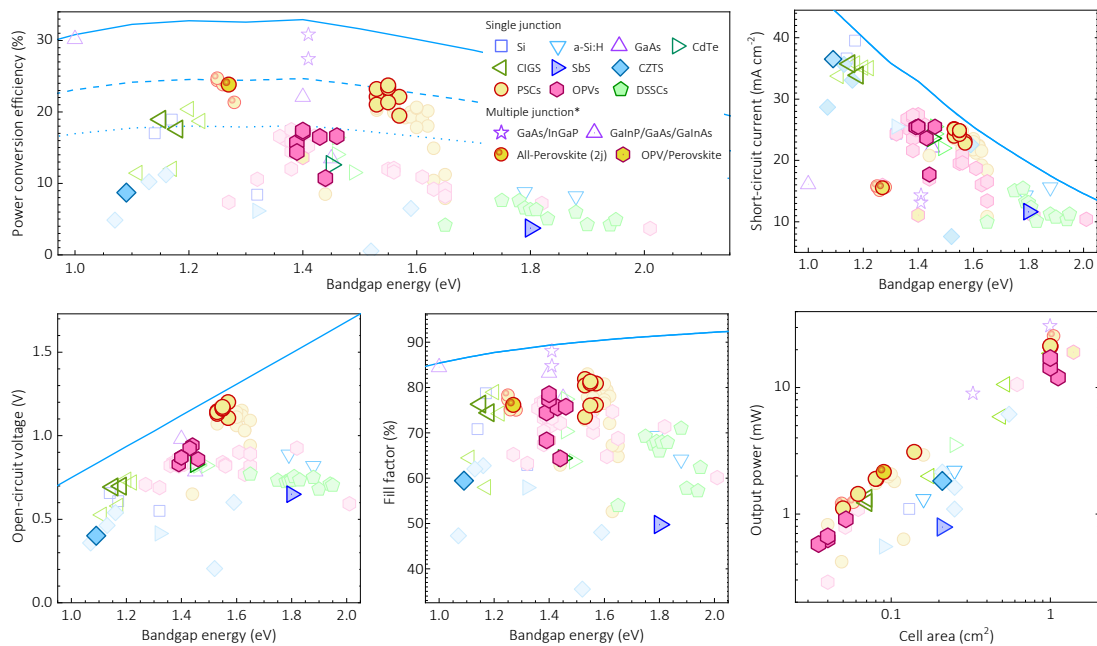 Power conversion efficiency (%)
30
20
10
0
1.0
1.2
1.4
1.6
1.8
2.0
Bandgap energy (eV)
Single junction
Si
a-Si:H
GaAs
CdTe
CIGS
SbS
CZTS
PSCs
OPVs
DSSCs
Multiple junction*
GaAs/InGaP
GaInP/GaAs/GaInAs
All-Perovskite (2j)
OPV/Perovskite
Short-circuit current (mA cm⁻²)
40
30
20
10
1.0
1.2
1.4
1.6
1.8
2.0
Bandgap energy (eV)
Open-circuit voltage (eV)
1.5
1.0
0.5
0.0
1.0
1.2
1.4
1.6
1.8
2.0
Bandgap energy (eV)
Fill factor (%)
90
80
70
60
50
40
1.0
1.2
1.4
1.6
1.8
2.0
Bandgap energy (eV)
Output power (mW)
10
1
0.1
1
Cell area (cm²)